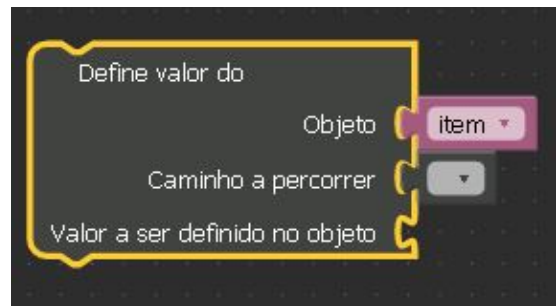 Define valor do
Objeto item
Caminho a percorrer
Valor a ser definido no objeto